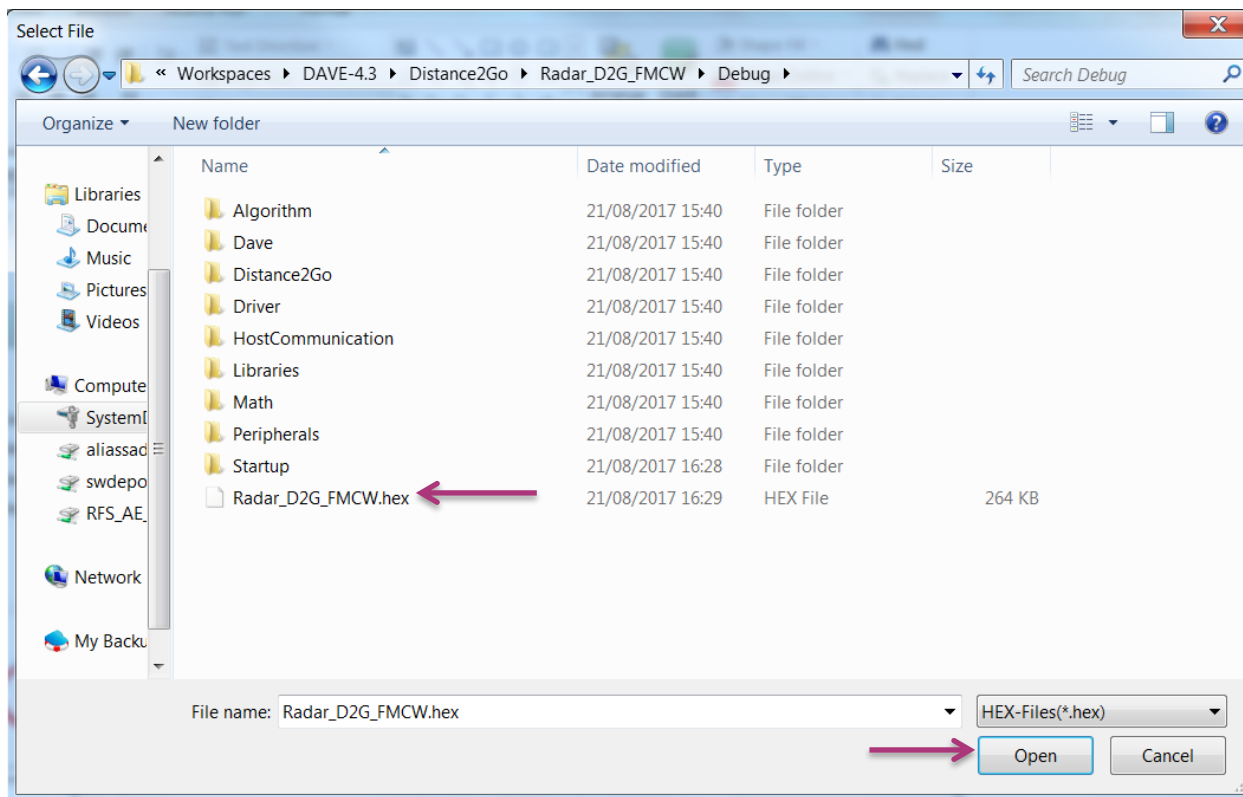 Select File
« Workspaces DAVE-4.3 Distance2Go Radar_D2G_FMCW Debug Search Debug
Organize New folder
Name Date modified Type Size
Libraries
Docume
Music
Pictures
Videos
Compute
System
aliassad
swdepo
RFS_AE_
Network
My Backu
Algorithm 21/08/2017 15:40 File folder
Dave 21/08/2017 15:40 File folder
Distance2Go 21/08/2017 15:40 File folder
Driver 21/08/2017 15:40 File folder
HostCommunication 21/08/2017 15:40 File folder
Libraries 21/08/2017 15:40 File folder
Math 21/08/2017 15:40 File folder
Peripherals 21/08/2017 15:40 File folder
Startup 21/08/2017 16:28 File folder
Radar_D2G_FMCW.hex 21/08/2017 16:29 HEX File 264 KB
File name: Radar_D2G_FMCW.hex HEX-Files(*.hex)
Open Cancel